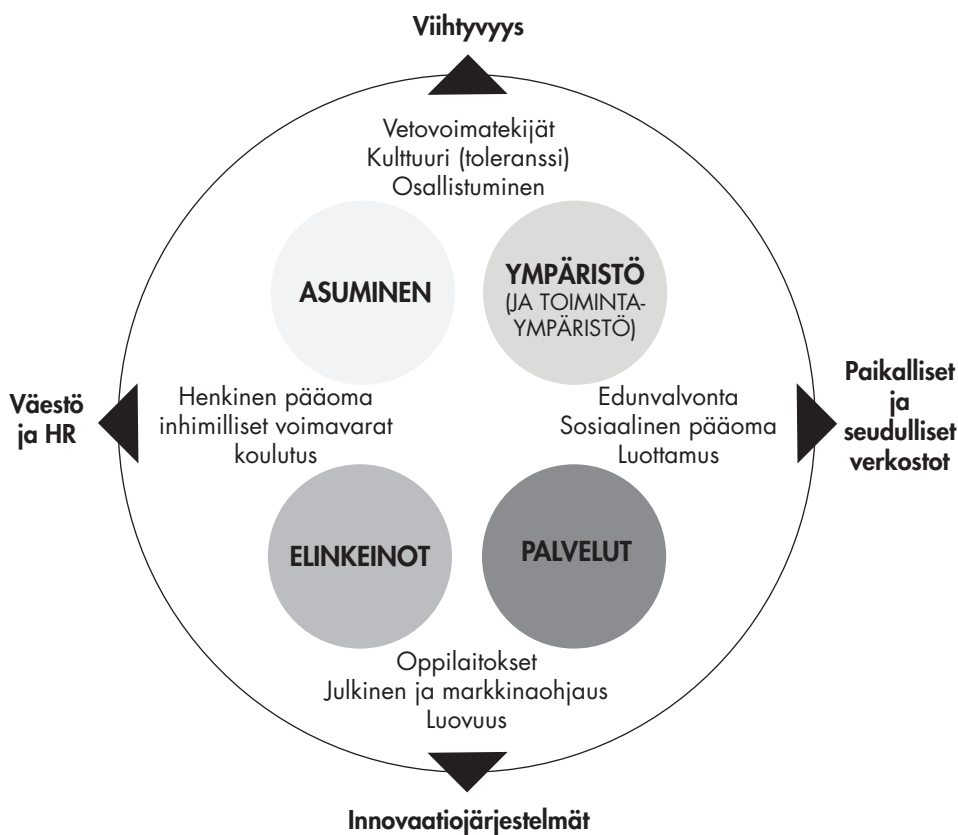 Viihtyvyys
Vetovoimatekijät
Kulttuuri (toleranssi)
Osallistuminen
ASUMINEN
YMPÄRISTÖ
(JA TOIMINTA-
YMPÄRISTÖ)
Väestö
ja HR
Henkinen pääoma
inhimilliset voimavarat
koulutus
Edunvalvonta
Sosiaalinen pääoma
Luottamus
Paikalliset
ja
seudulliset
verkostot
ELINKEINOT
PALVELUT
Oppilaitokset
Julkinen ja markkinaohjaus
Luovuus
Innovaatiojärjestelmät